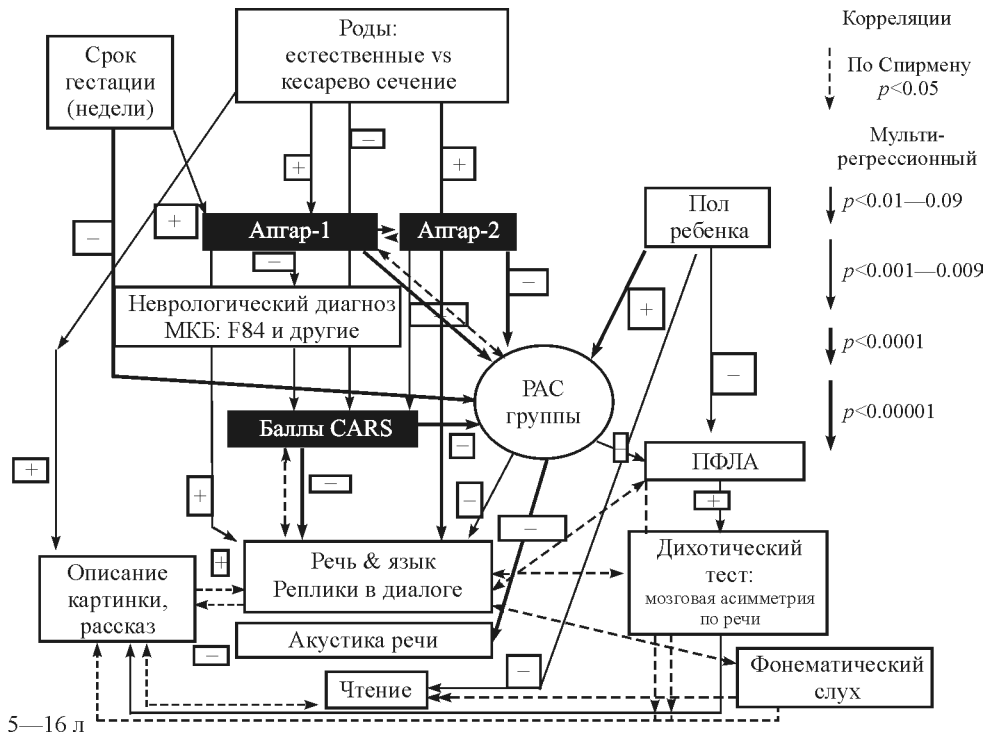 Срок
гестации
(недели)
Роды:
естественные vs
кесарево сечение
Корреляции
По Спирмену
p<0.05
Мульти-
регрессионный
p<0.01—0.09
p<0.001—0.009
p<0.0001
p<0.00001
–
+
+
–
+
Апгар-1
Апгар-2
Пол
ребенка
–
–
–
+
–
Неврологический диагноз
МКБ: F84 и другие
РАС
группы
Баллы CARS
–
–
ПФЛА
+
+
–
–
–
+
Описание
картинки,
рассказ
+
Речь & язык
Реплики в диалоге
Дихотический
тест:
мозговая асимметрия
по речи
Акустика речи
–
–
Чтение
Фонематический
слух
5—16 л